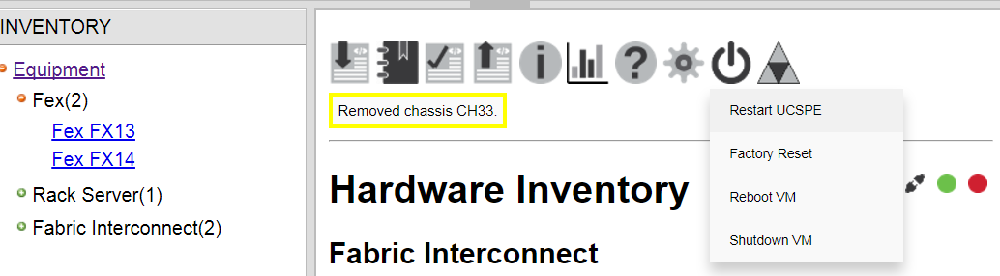 INVENTORY
Equipment
Fex(2)
Fex FX13
Fex FX14
Rack Server(1)
Fabric Interconnect(2)
Removed chassis CH33.
Restart UCSPE
Factory Reset
Reboot VM
Shutdown VM
Hardware Inventory
Fabric Interconnect